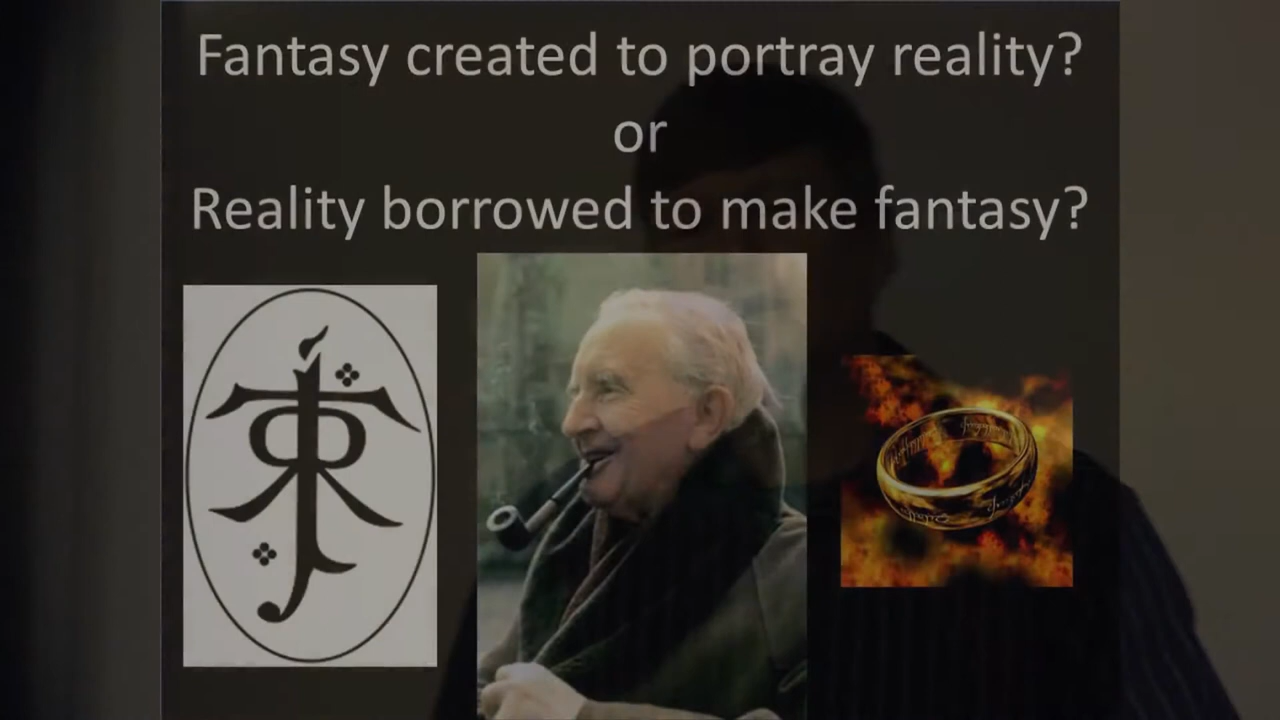 Fantasy created to portray reality?
or
Reality borrowed to make fantasy?